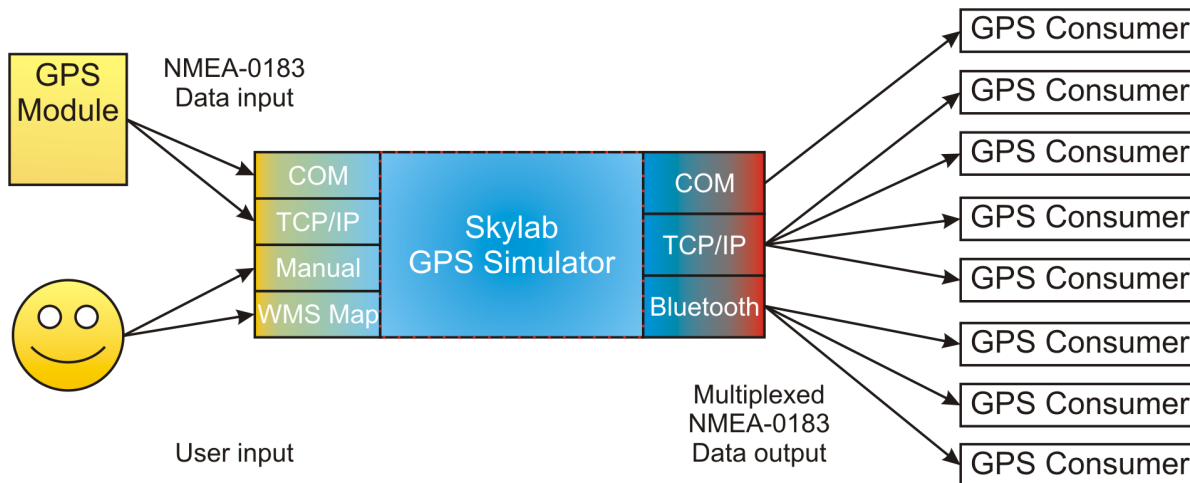 GPS
Module
NMEA-0183
Data input
COM
TCP/IP
Manual
WMS Map
User input
Skylab
GPS Simulator
COM
TCP/IP
Bluetooth
Multiplexed
NMEA-0183
Data output
GPS Consumer
GPS Consumer
GPS Consumer
GPS Consumer
GPS Consumer
GPS Consumer
GPS Consumer
GPS Consumer